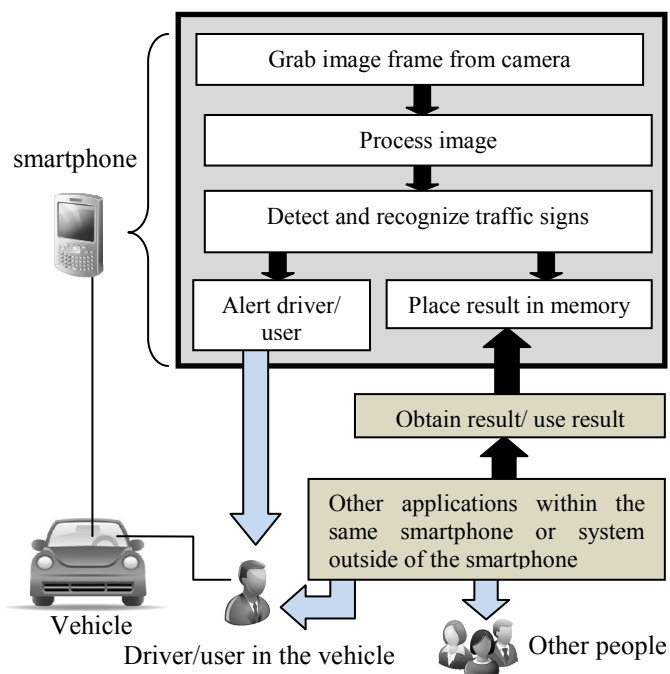 Grab image frame from camera
Process image
smartphone
Detect and recognize traffic signs
Alert driver/
user
Place result in memory
Obtain result/ use result
Other applications within the
same smartphone or system
outside of the smartphone
Vehicle
Driver/user in the vehicle
Other people